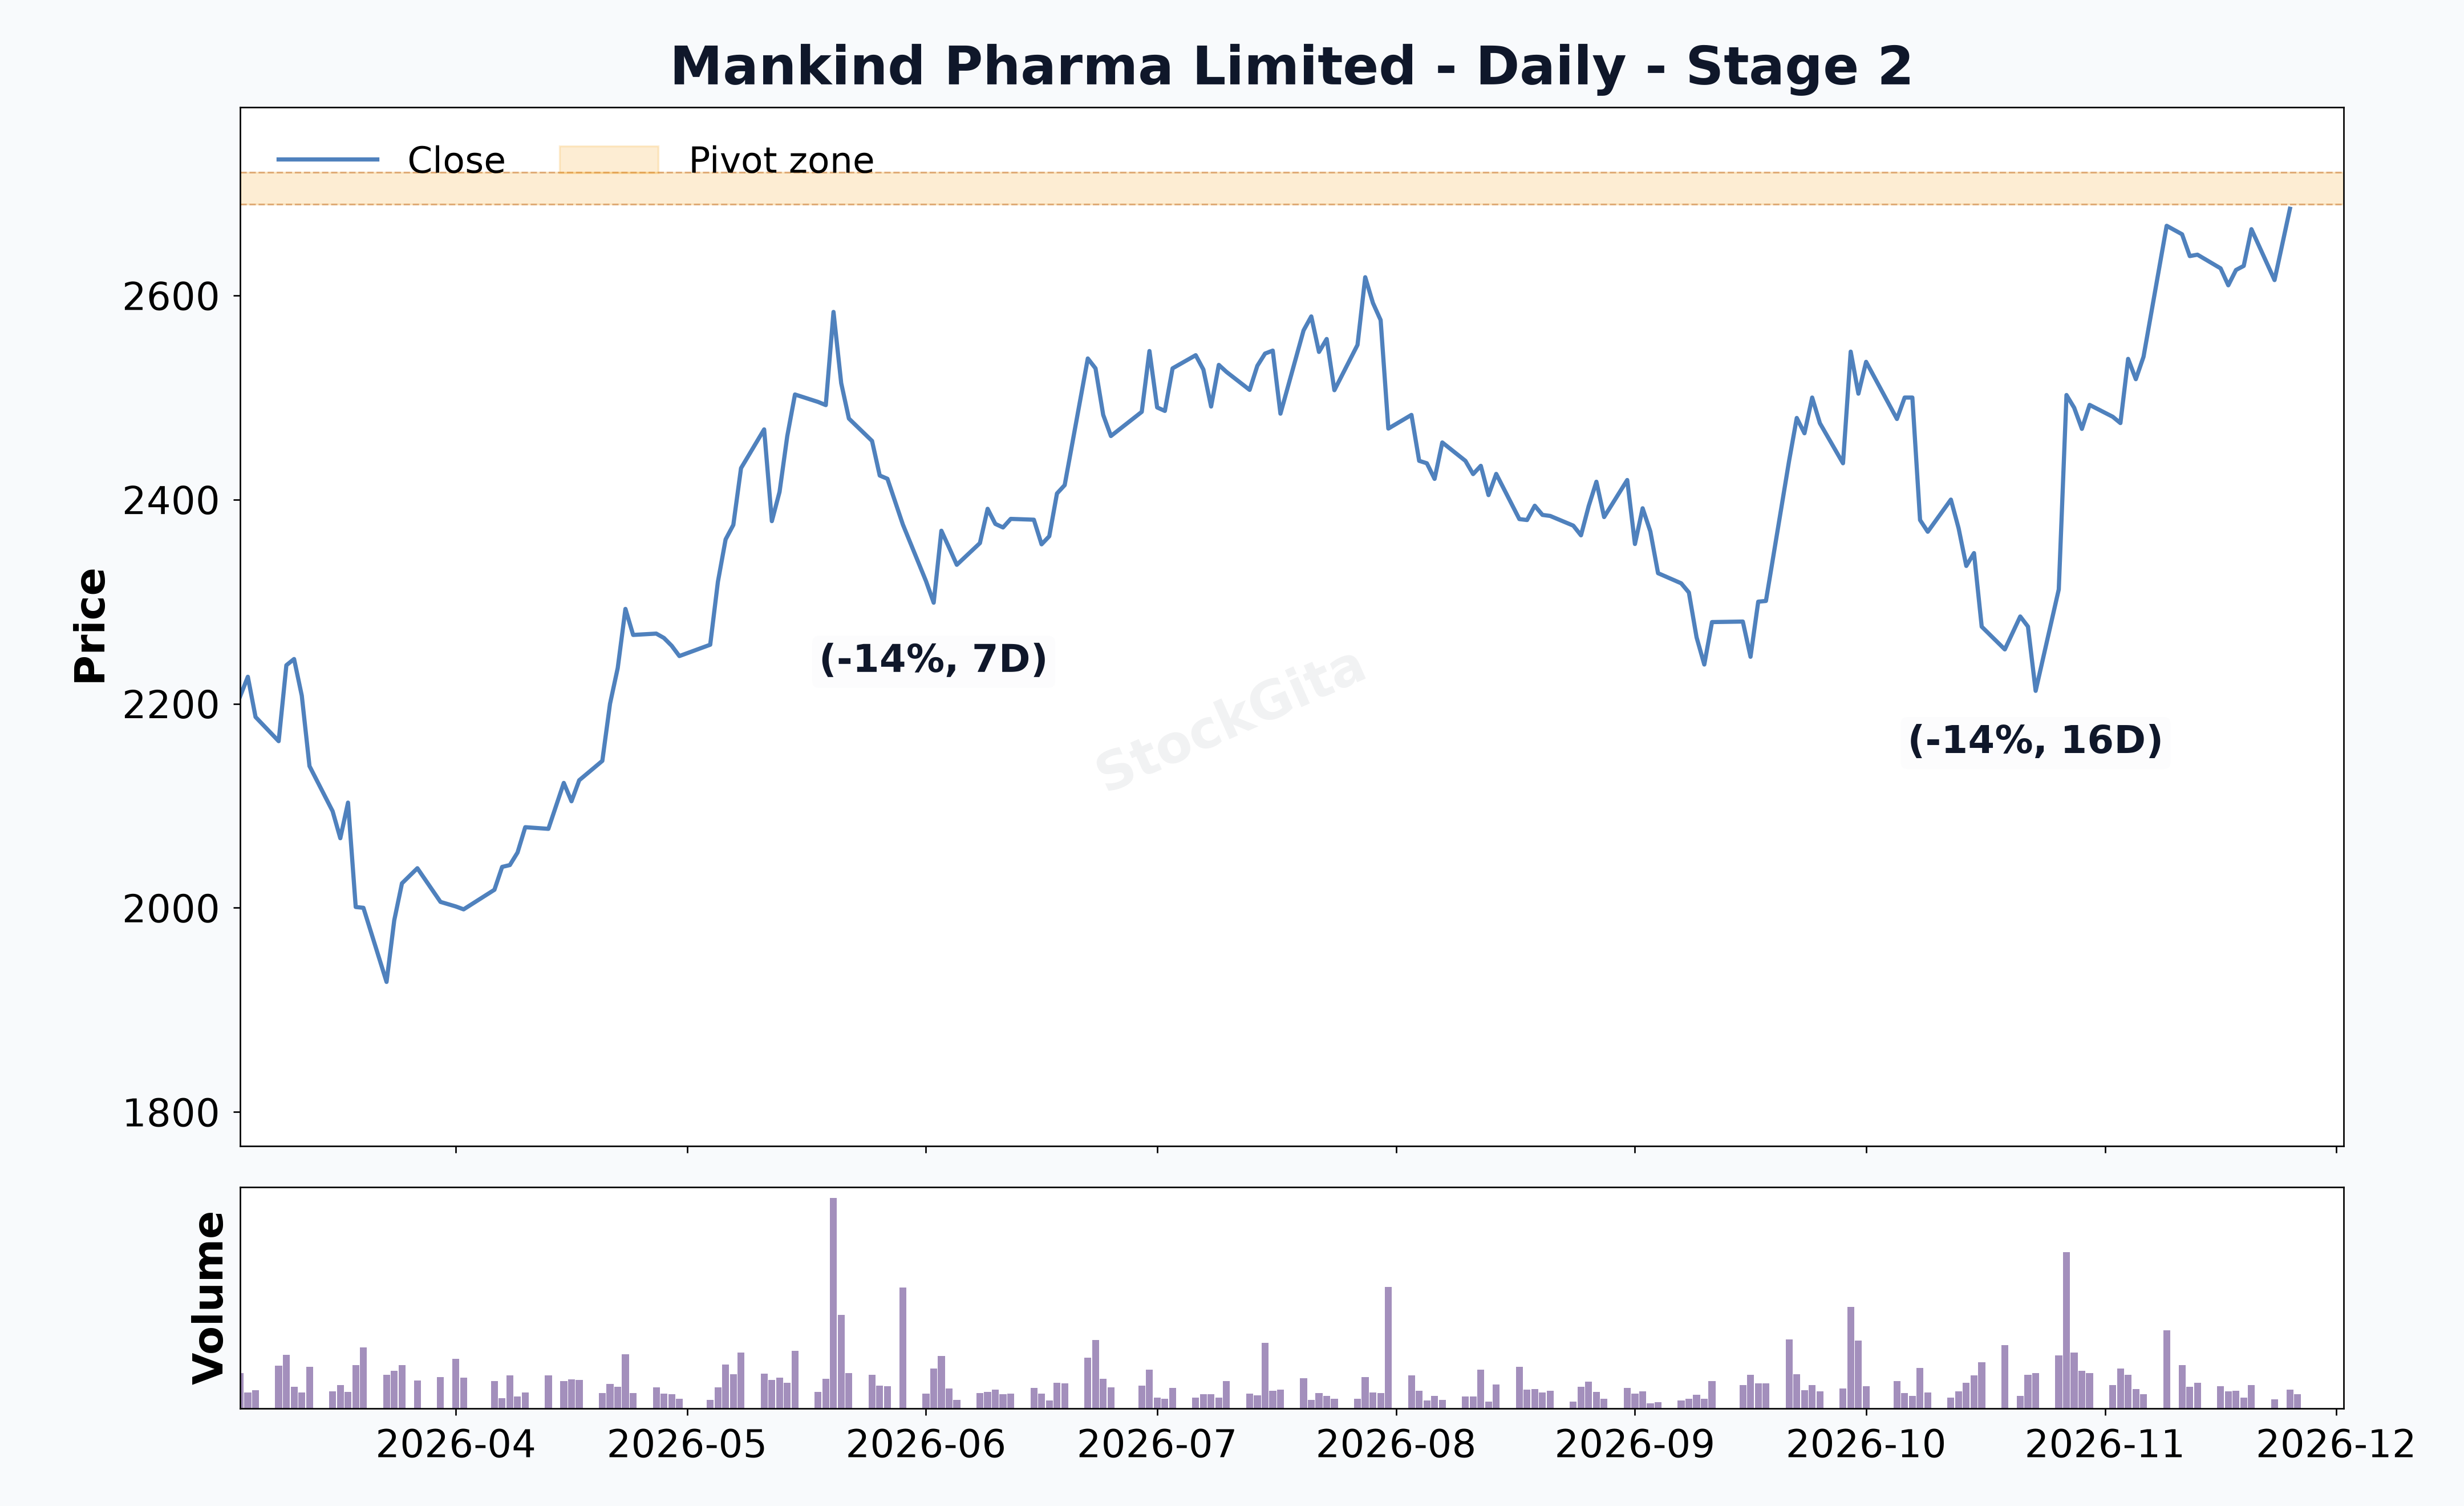 Mankind Pharma Limited - Daily - Stage 2
Close
Pivot zone
Price
2600
2400
2200
2000
1800
(-14%, 7D)
(-14%, 16D)
StockGita
Volume
2026-04
2026-05
2026-06
2026-07
2026-08
2026-09
2026-10
2026-11
2026-12